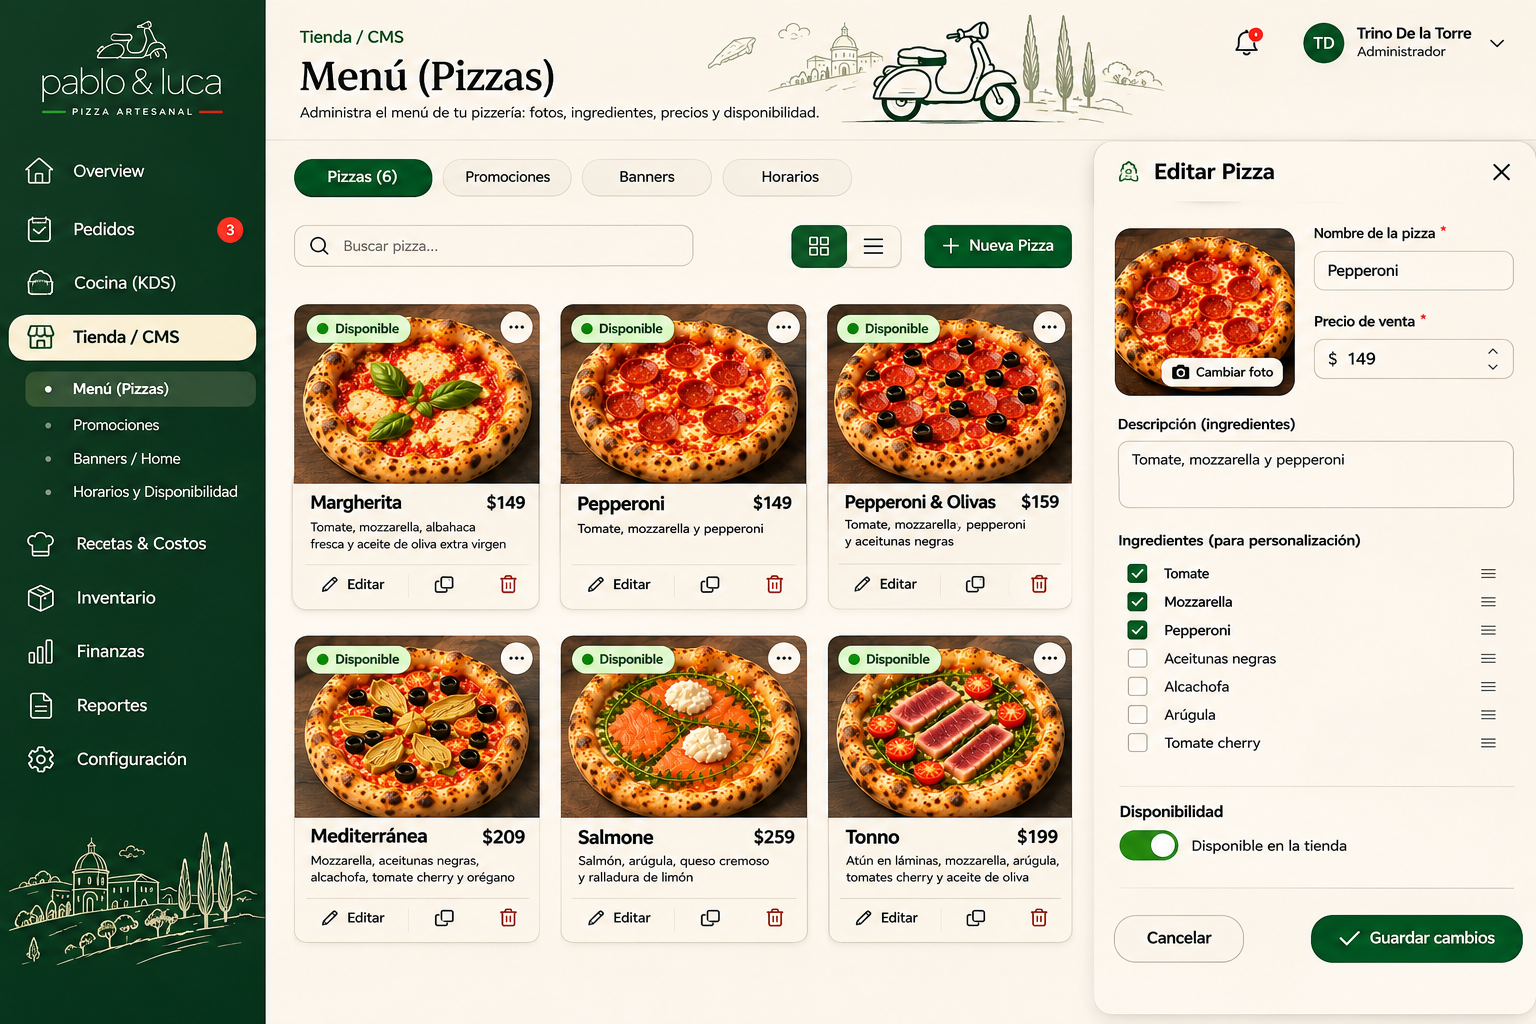 pablo & luca
PIZZA ARTESANAL
Overview
Pedidos
3
Cocina (KDS)
Tienda / CMS
Menú (Pizzas)
Promociones
Banners / Home
Horarios y Disponibilidad
Recetas & Costos
Inventario
Finanzas
Reportes
Configuración
Tienda / CMS
Menú (Pizzas)
Administra el menú de tu pizzería: fotos, ingredientes, precios y disponibilidad.
TD
Trino De la Torre
Administrador
Pizzas (6)
Promociones
Banners
Horarios
Buscar pizza...
+ Nueva Pizza
Disponible
Margherita $149
Tomate, mozzarella, albahaca
fresca y aceite de oliva extra virgen
Editar
Disponible
Pepperoni $149
Tomate, mozzarella y pepperoni
Editar
Disponible
Pepperoni & Olivas $159
Tomate, mozzarella, pepperoni
y aceitunas negras
Editar
Disponible
Mediterránea $209
Mozzarella, aceitunas negras,
alcachofa, tomate cherry y orégano
Editar
Disponible
Salmone $259
Salmón, arúgula, queso cremoso
y ralladura de limón
Editar
Disponible
Tonno $199
Atún en láminas, mozzarella, arúgula,
tomates cherry y aceite de oliva
Editar
Editar Pizza
Cambiar foto
Nombre de la pizza *
Pepperoni
Precio de venta *
$ 149
Descripción (ingredientes)
Tomate, mozzarella y pepperoni
Ingredientes (para personalización)
Tomate
Mozzarella
Pepperoni
Aceitunas negras
Alcachofa
Arúgula
Tomate cherry
Disponibilidad
Disponible en la tienda
Cancelar
Guardar cambios